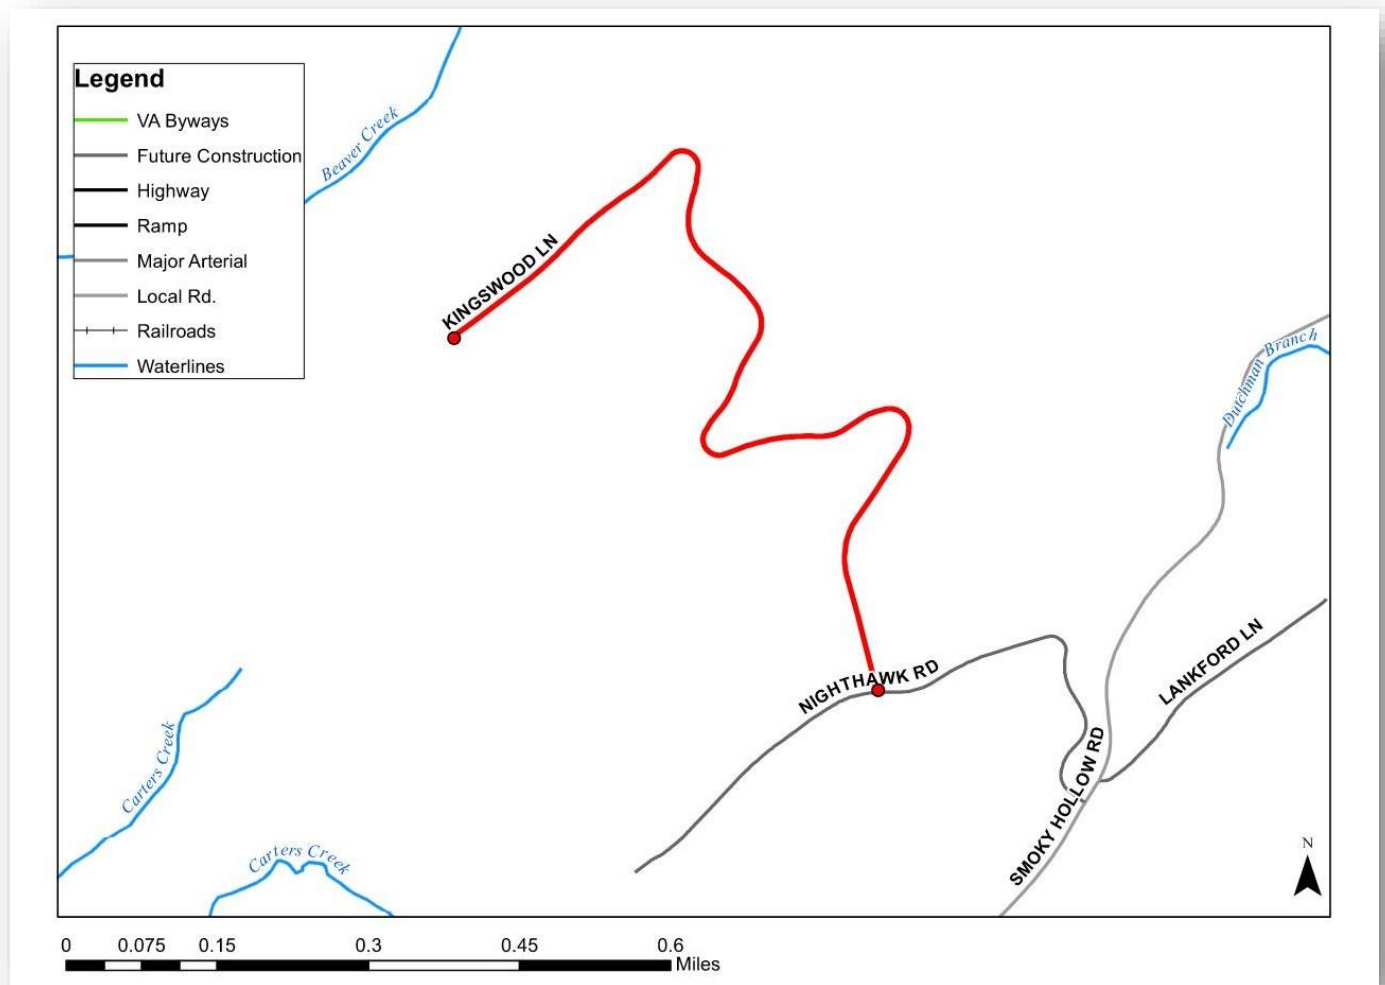 Legend
VA Byways
Future Construction
Highway
Ramp
Major Arterial
Local Rd.
Railroads
Waterlines
Beaver Creek
KINGSWOOD LN
Dutchman Branch
LANKFORD LN
NIGHTHAWK RD
SMOKY HOLLOW RD
Carters Creek
Carters Creek
N
0 0.075 0.15 0.3 0.45 0.6
Miles